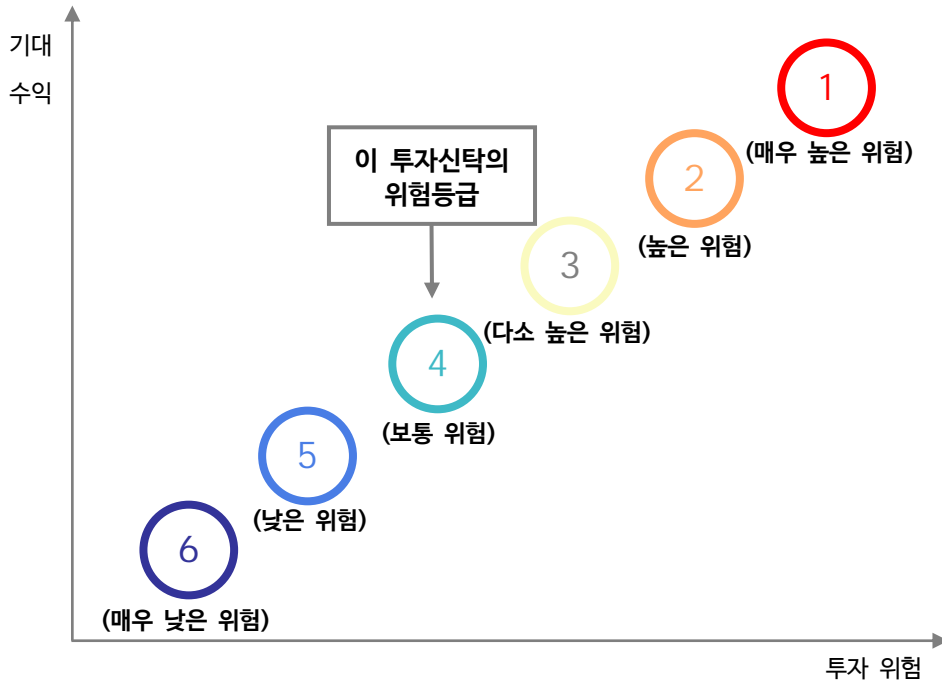 기대
수익
1
(매우 높은 위험)
이 투자신탁의
위험등급
2
(높은 위험)
3
(다소 높은 위험)
4
(보통 위험)
5
(낮은 위험)
6
(매우 낮은 위험)
투자 위험